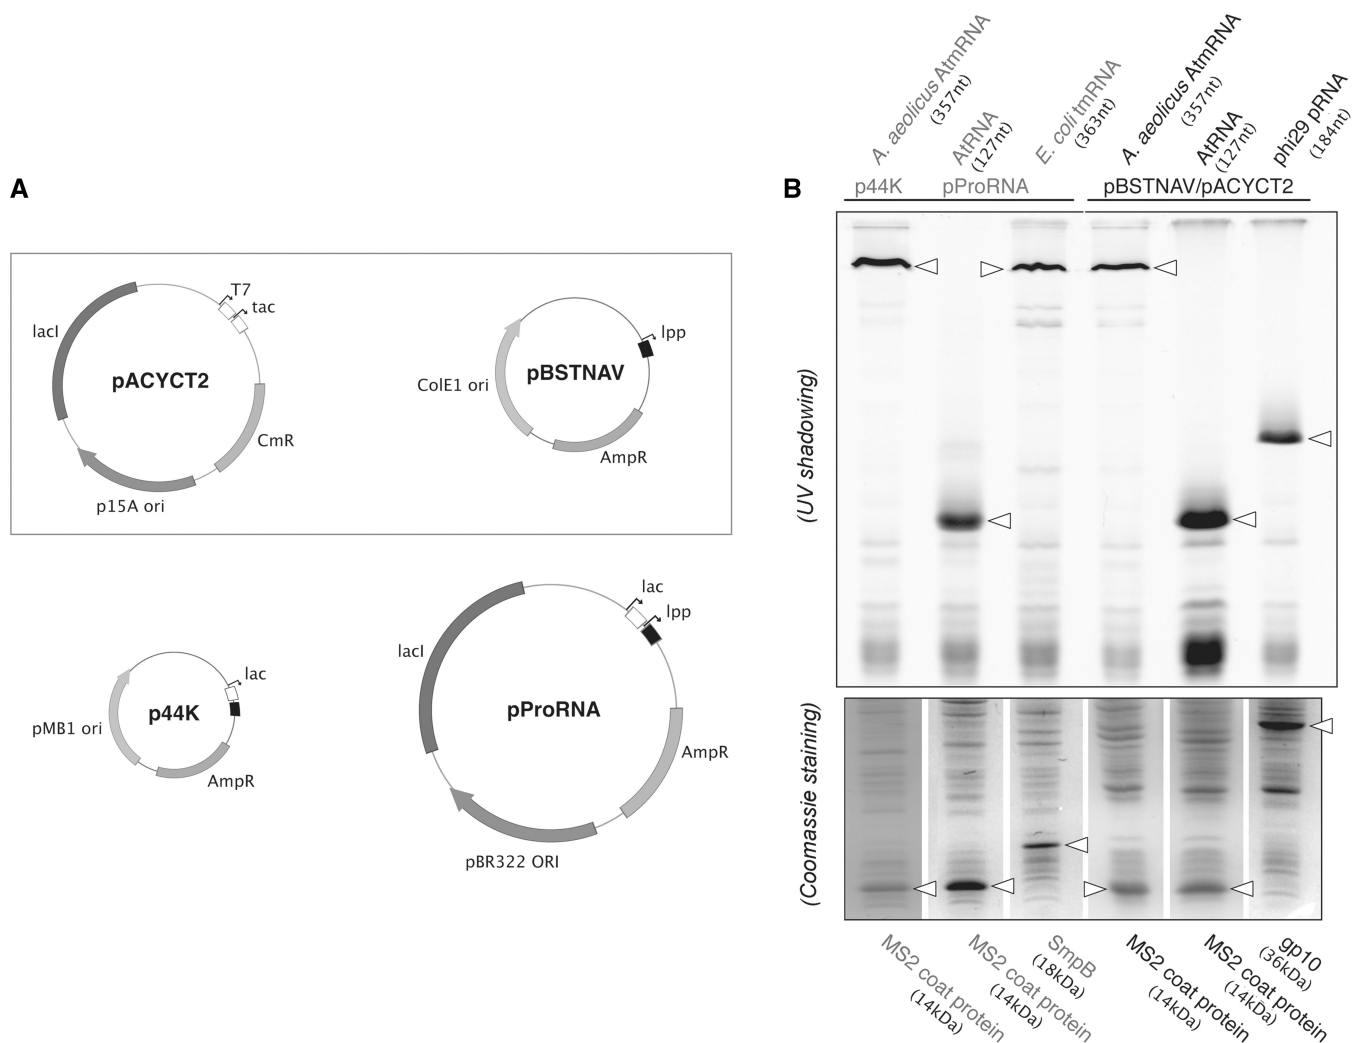 A
T7
tac
lacI
pACYCT2
CmR
p15A ori
lpp
ColE1 ori
pBSTNAV
AmpR
lac
pMB1 ori
p44K
AmpR
lac
lpp
lacI
pProRNA
AmpR
pBR322 ORI
B
A. aeolicus AtmRNA
(357nt)
AtRNA
(127nt)
E. coli tmRNA
(363nt)
A. aeolicus AtmRNA
(357nt)
AtRNA
(127nt)
phi29 pRNA
(184nt)
p44K
pProRNA
pBSTNAV/pACYCT2
(UV shadowing)
(Coomassie staining)
MS2 coat protein
(14kDa)
MS2 coat protein
(14kDa)
SmpB
(18kDa)
MS2 coat protein
(14kDa)
MS2 coat protein
(14kDa)
gp10
(36kDa)